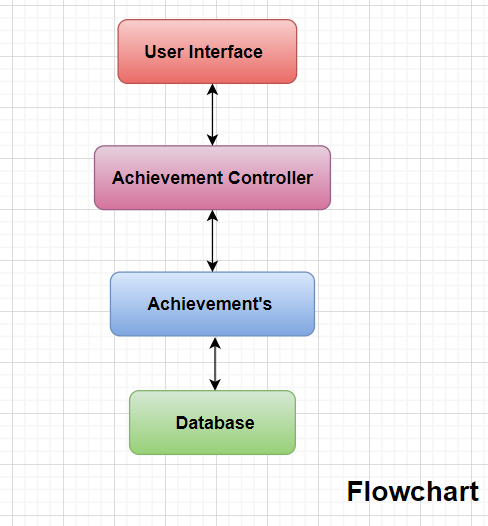 User Interface
Achievement Controller
Achievement's
Database
Flowchart